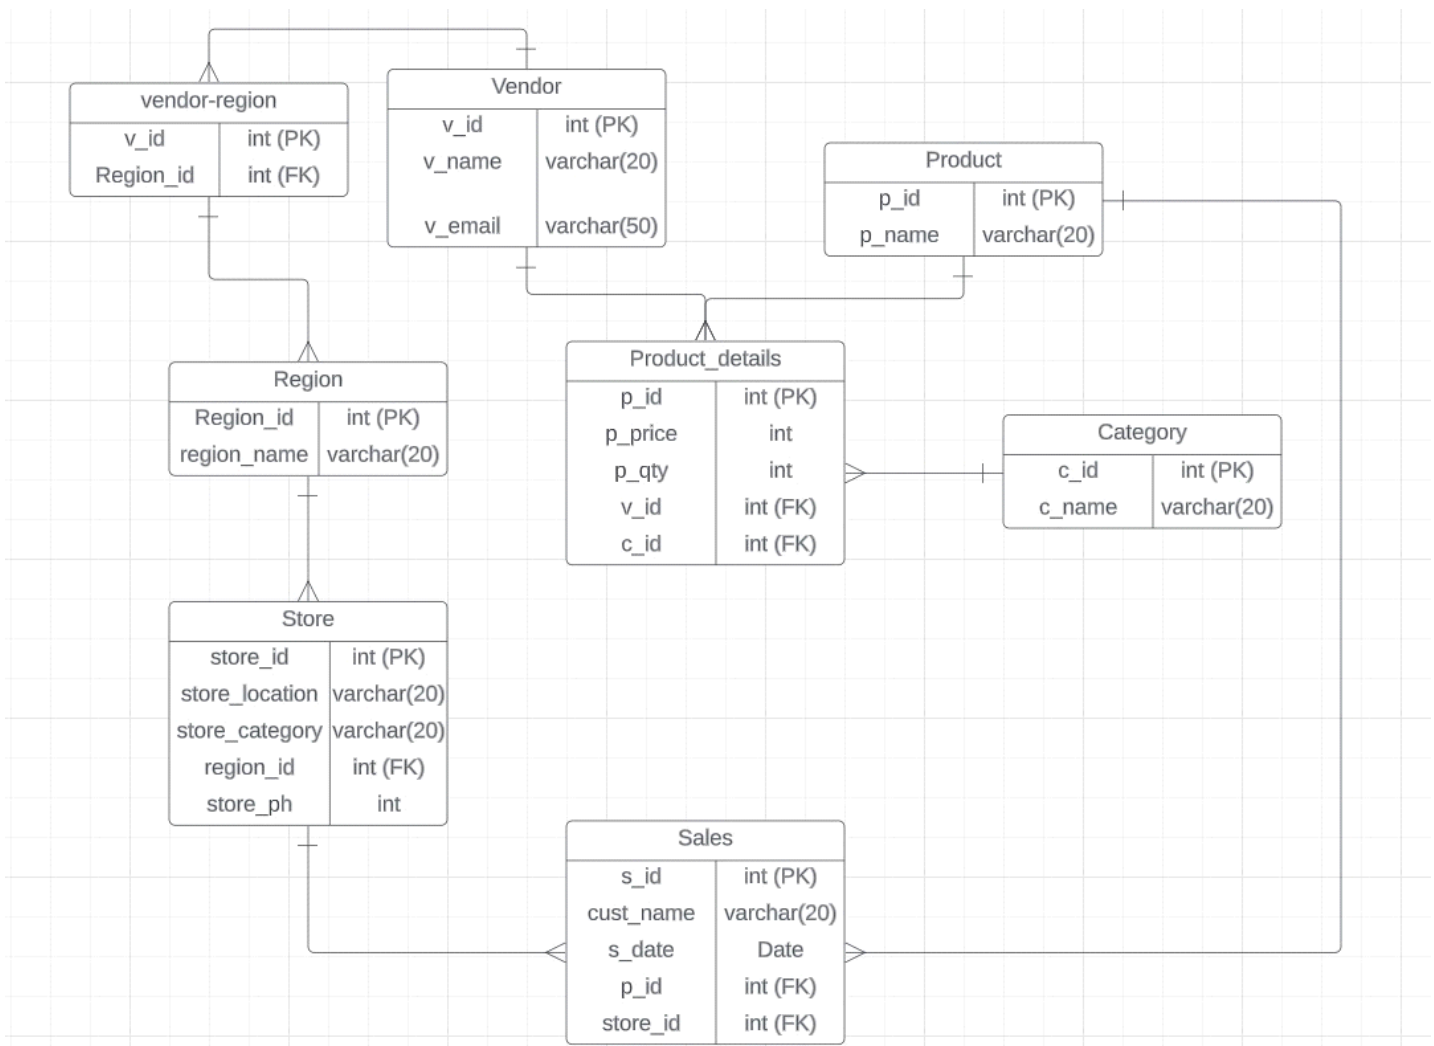 vendor-region
v_id int (PK)
Region_id int (FK)
Vendor
v_id int (PK)
v_name varchar(20)
v_email varchar(50)
Product
p_id int (PK)
p_name varchar(20)
Region
Region_id int (PK)
region_name varchar(20)
Product_details
p_id int (PK)
p_price int
p_qty int
v_id int (FK)
c_id int (FK)
Category
c_id int (PK)
c_name varchar(20)
Store
store_id int (PK)
store_location varchar(20)
store_category varchar(20)
region_id int (FK)
store_ph int
Sales
s_id int (PK)
cust_name varchar(20)
s_date Date
p_id int (FK)
store_id int (FK)